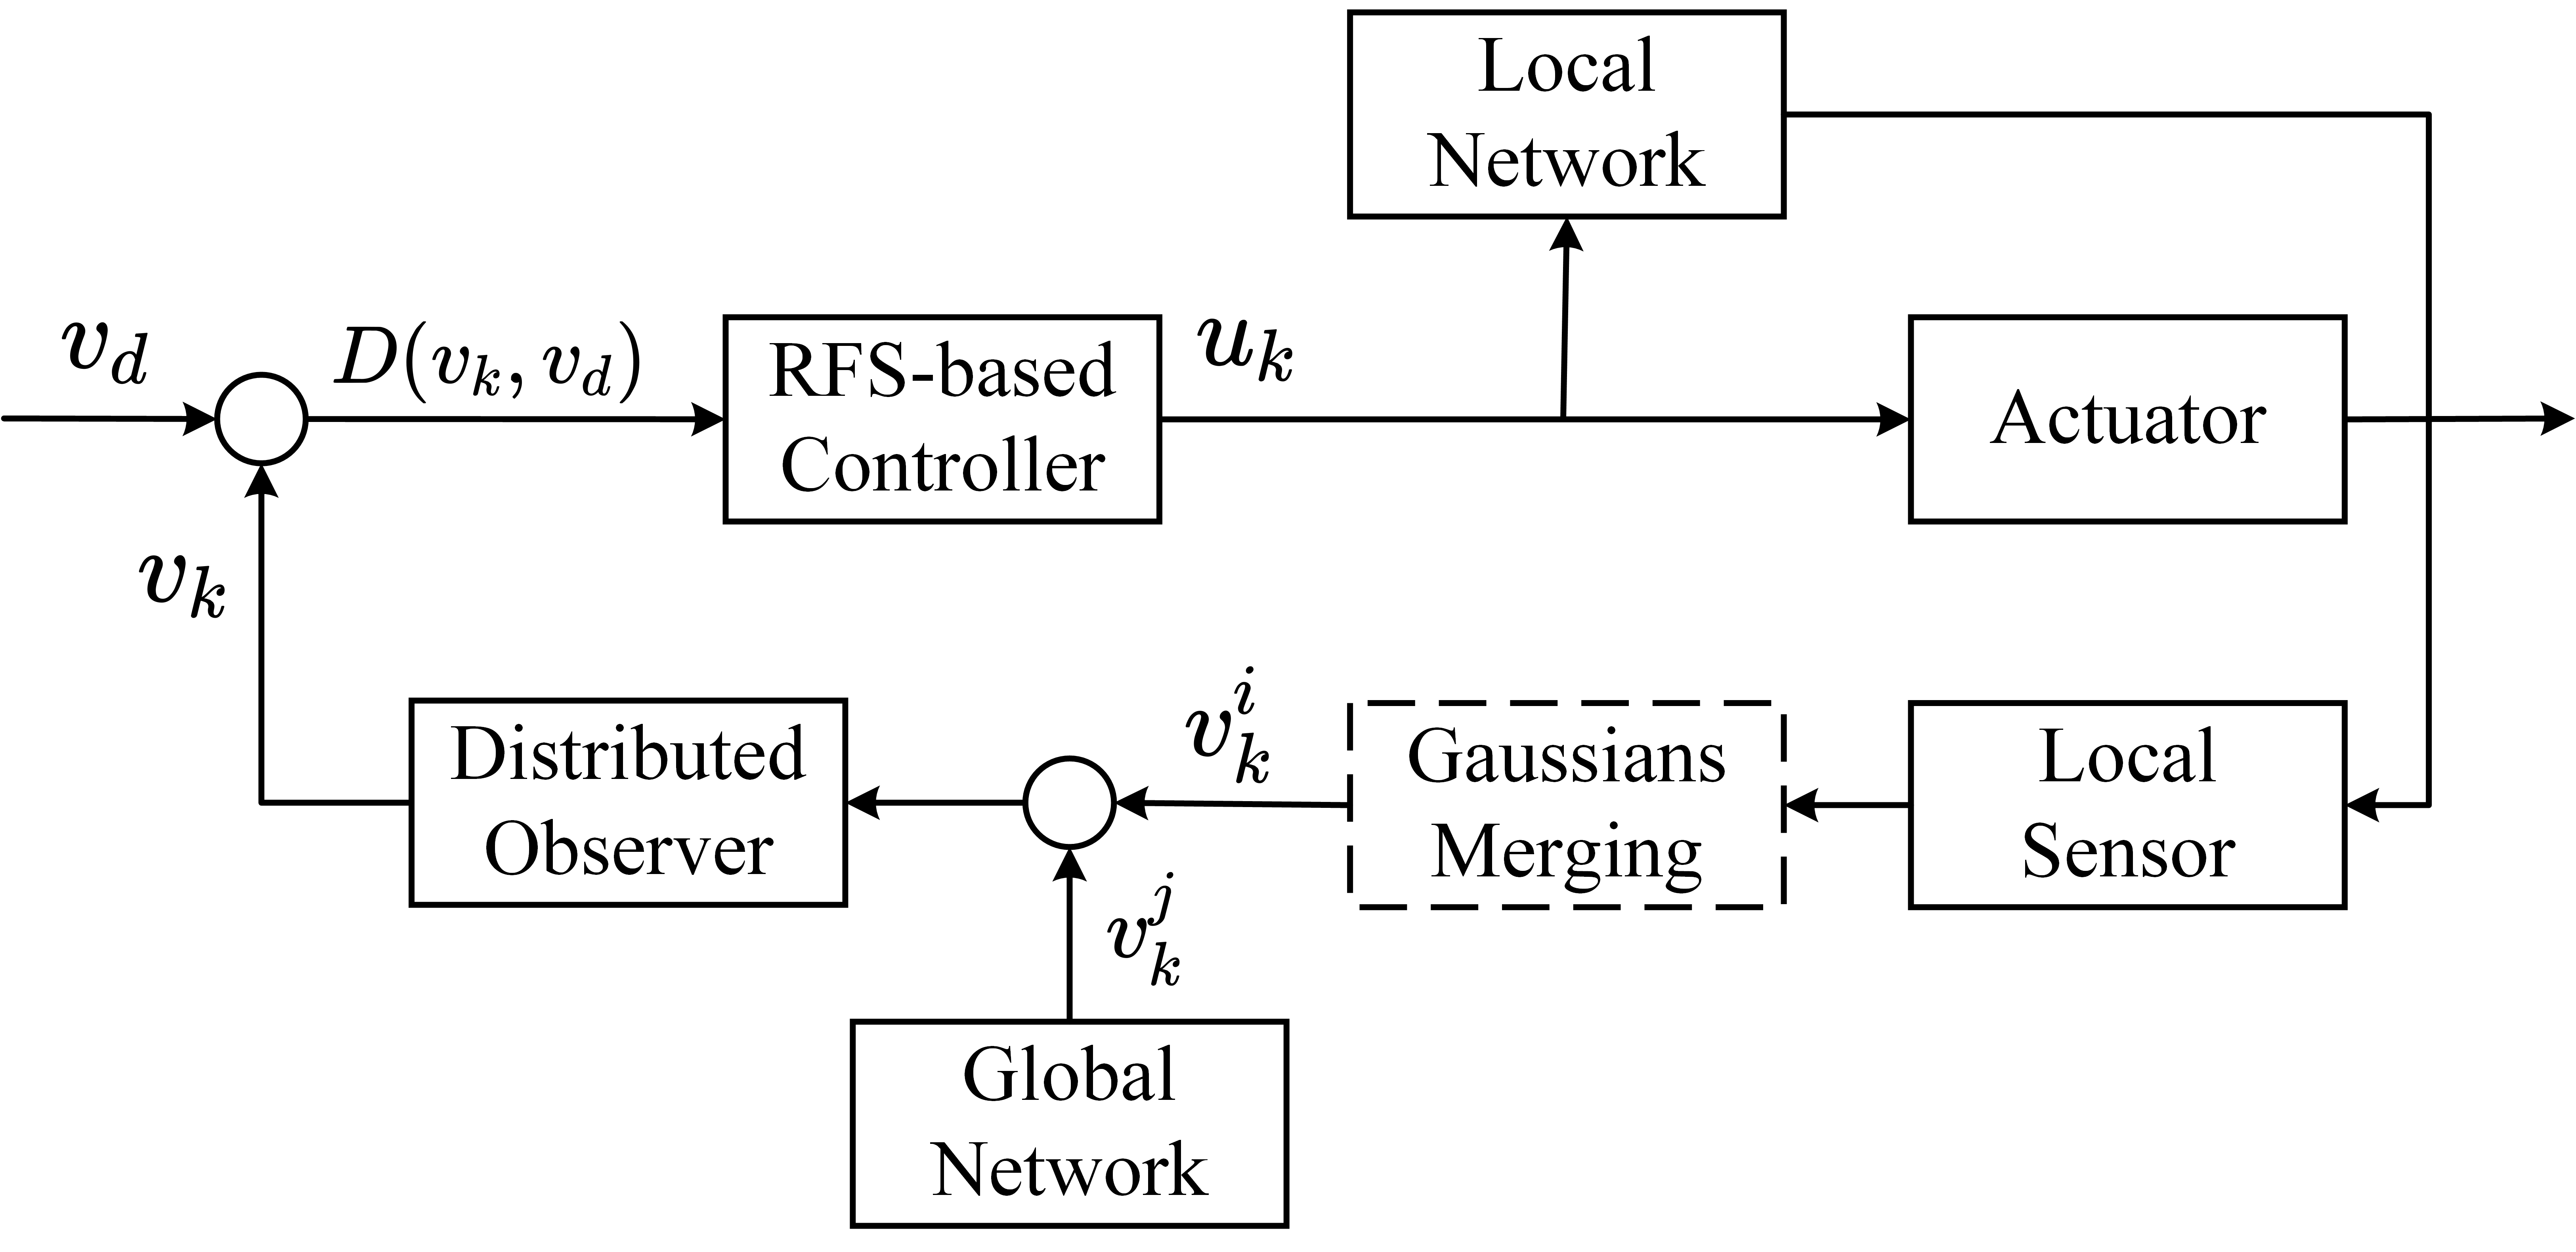 Local
Network
v_d
D(v_k, v_d)
RFS-based
Controller
u_k
Actuator
v_k
Distributed
Observer
v_k^i
Gaussians
Merging
Local
Sensor
v_k^j
Global
Network